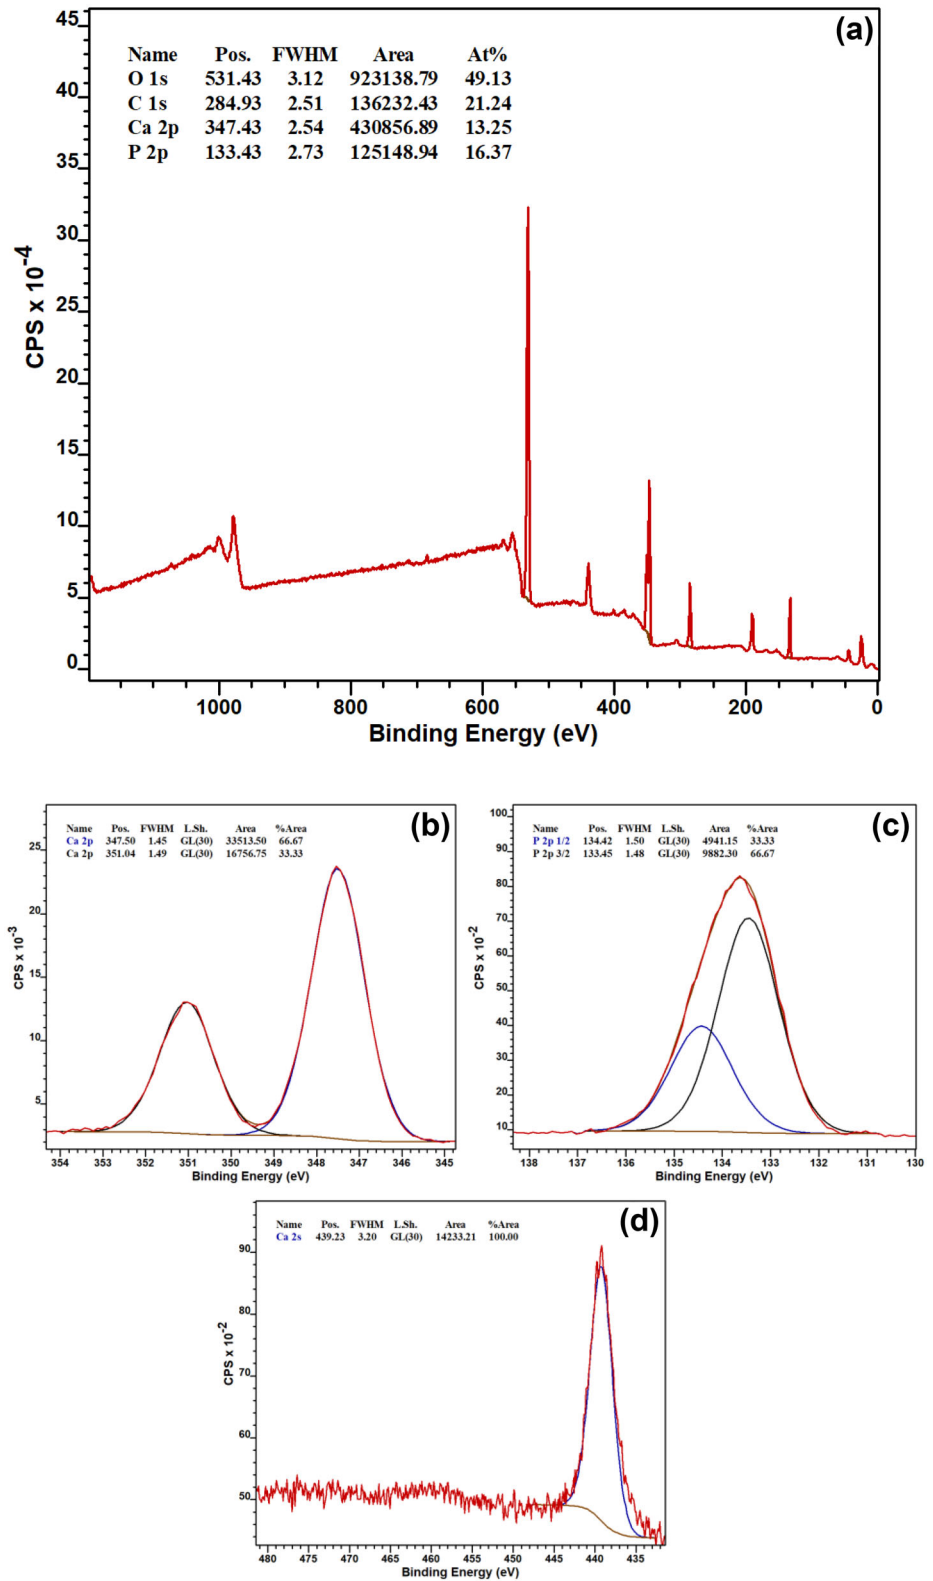 (a)
Name Pos. FWHM Area At%
O 1s 531.43 3.12 923138.79 49.13
C 1s 284.93 2.51 136232.43 21.24
Ca 2p 347.43 2.54 430856.89 13.25
P 2p 133.43 2.73 125148.94 16.37
45
40
35
30
25
20
15
10
5
0
CPS x 10-4
1000 800 600 400 200 0
Binding Energy (eV)
(b)
Name Pos. FWHM L.Sh. Area %Area
Ca 2p 347.50 1.45 GL(30) 33513.50 66.67
Ca 2p 351.04 1.49 GL(30) 16756.75 33.33
25
20
15
10
5
CPS x 10-3
354 353 352 351 350 349 348 347 346 345
Binding Energy (eV)
(c)
Name Pos. FWHM L.Sh. Area %Area
P 2p 1/2 134.42 1.50 GL(30) 4941.15 33.33
P 2p 3/2 133.45 1.48 GL(30) 9882.30 66.67
100
90
80
70
60
50
40
30
20
10
CPS x 10-2
138 137 136 135 134 133 132 131 130
Binding Energy (eV)
(d)
Name Pos. FWHM L.Sh. Area %Area
Ca 2s 439.23 3.20 GL(30) 14233.21 100.00
90
80
70
60
50
CPS x 10-2
480 475 470 465 460 455 450 445 440 435
Binding Energy (eV)